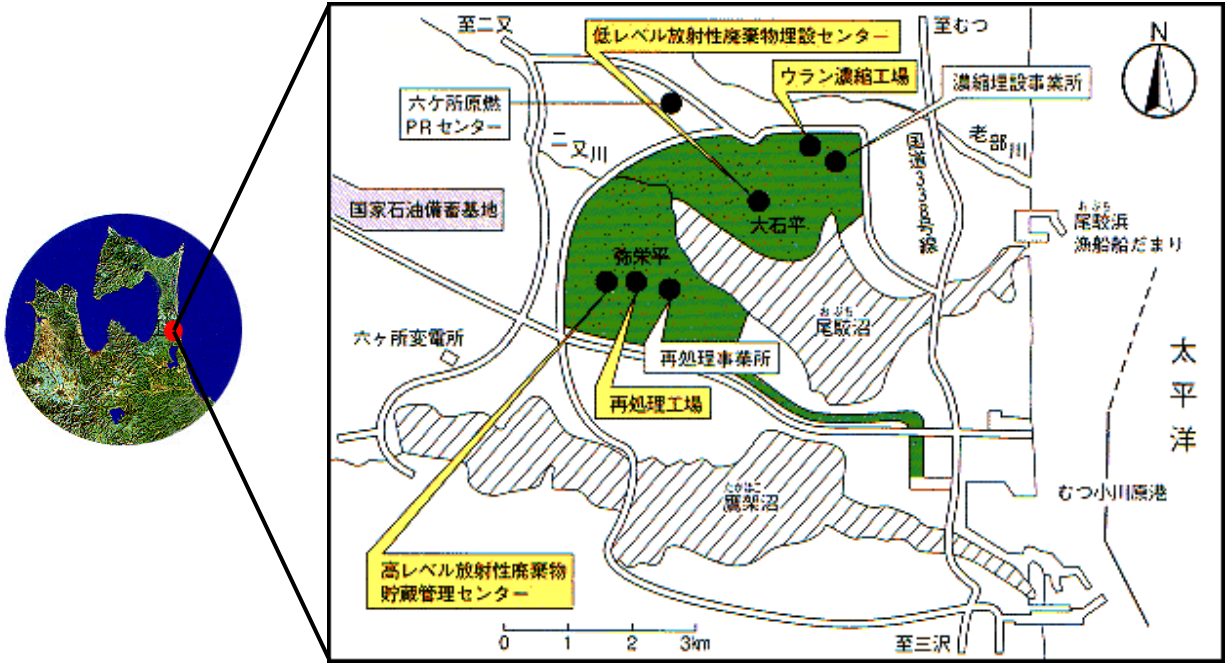 至二又
低レベル放射性廃棄物埋設センター
至むつ
N
ウラン濃縮工場
濃縮埋設事業所
六ケ所原燃
PRセンター
二又川
国道338号線
老部川
国家石油備蓄基地
大石平
おぶち
尾駮浜
漁船船だまり
弥栄平
おぶち
尾駮沼
六ヶ所変電所
再処理事業所
太平洋
再処理工場
たかほこ
鷹架沼
むつ小川原港
高レベル放射性廃棄物
貯蔵管理センター
0 1 2 3km
至三沢